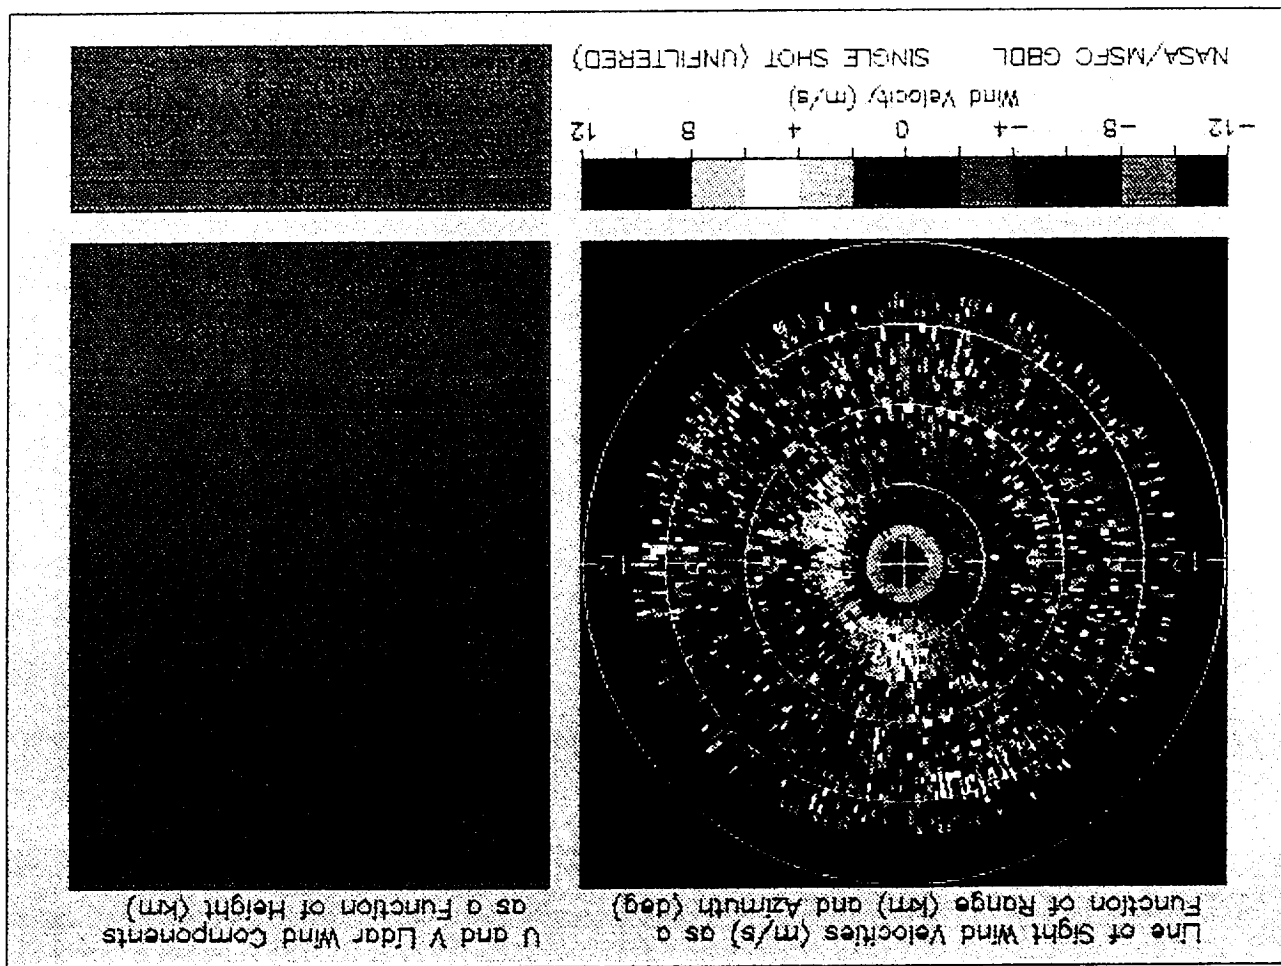 Line of Sight Wind Velocities (m/s) as a
Function of Range (km) and Azimuth (deg)
U and V Lidar Wind Components
as a Function of Height (km)
-12 -8 -4 0 4 8 12
Wind Velocity (m/s)
NASA/MSFC GBDL SINGLE SHOT (UNFILTERED)